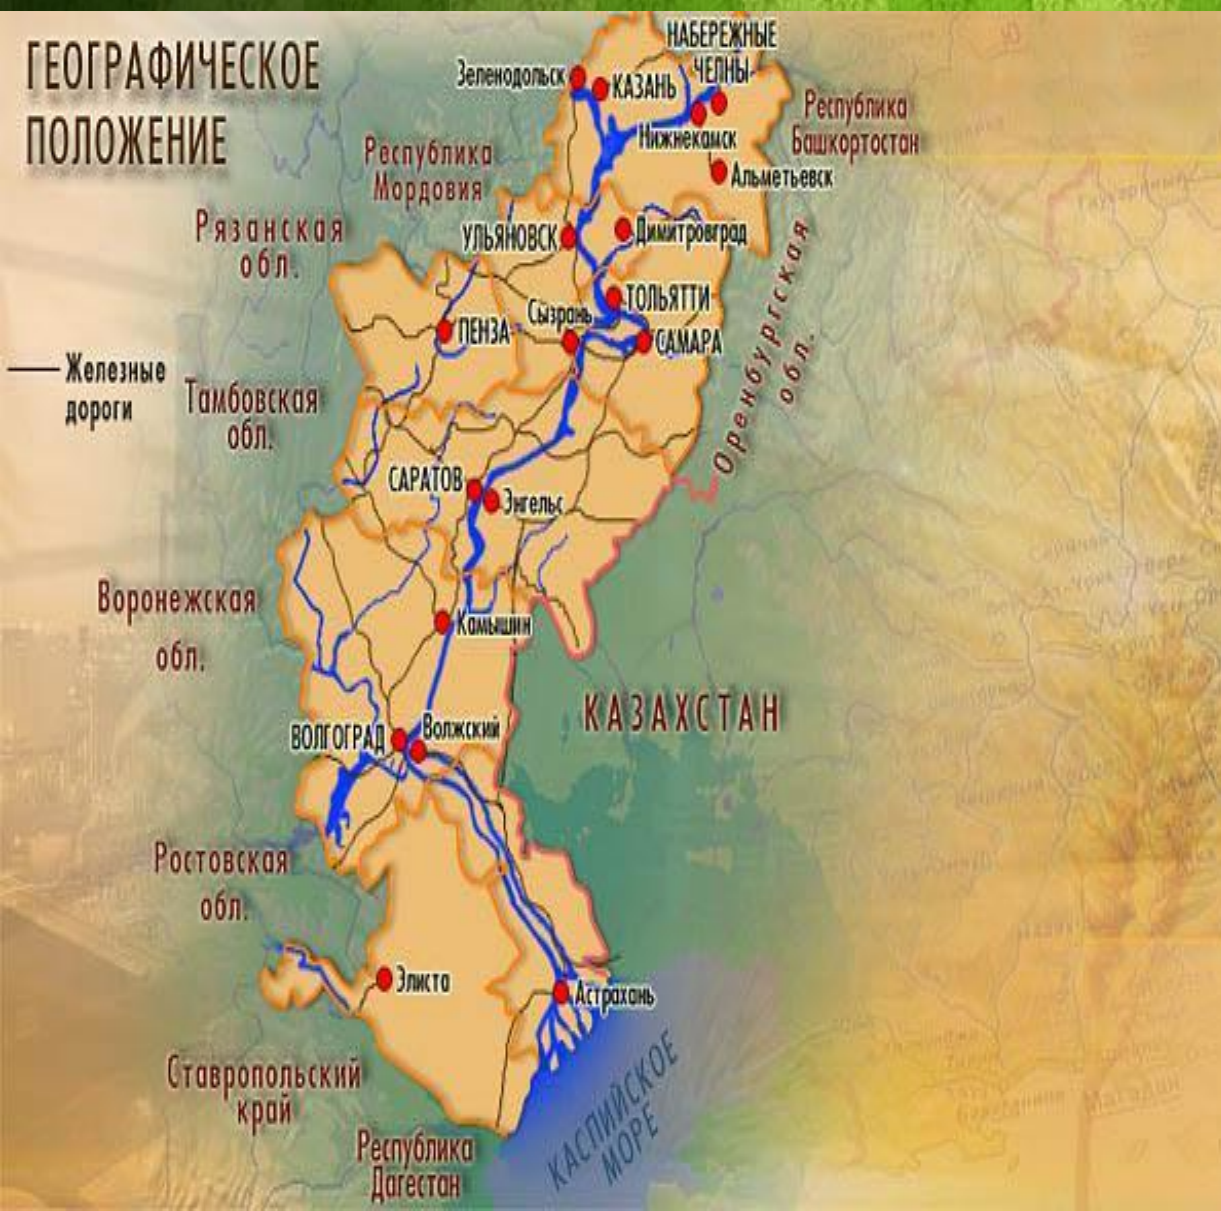 ГЕОГРАФИЧЕСКОЕ
ПОЛОЖЕНИЕ
НАБЕРЕЖНЫЕ
ЧЕЛНЫ
Зеленодольск
КАЗАНЬ
Нижнекамск
Республика
Башкортостан
Республика
Мордовия
Альметьевск
Рязанская
обл.
УЛЬЯНОВСК
Димитровград
Оренбургская
обл.
ТОЛЬЯТТИ
Сызрань
ПЕНЗА
САМАРА
Железные
дороги
Тамбовская
обл.
САРАТОВ
Энгельс
Воронежская
обл.
Камышин
КАЗАХСТАН
ВОЛГОГРАД
Волжский
Ростовская
обл.
Элиста
Астрахань
Ставропольский
край
КАСПИЙСКОЕ
МОРЕ
Республика
Дагестан
Магадан